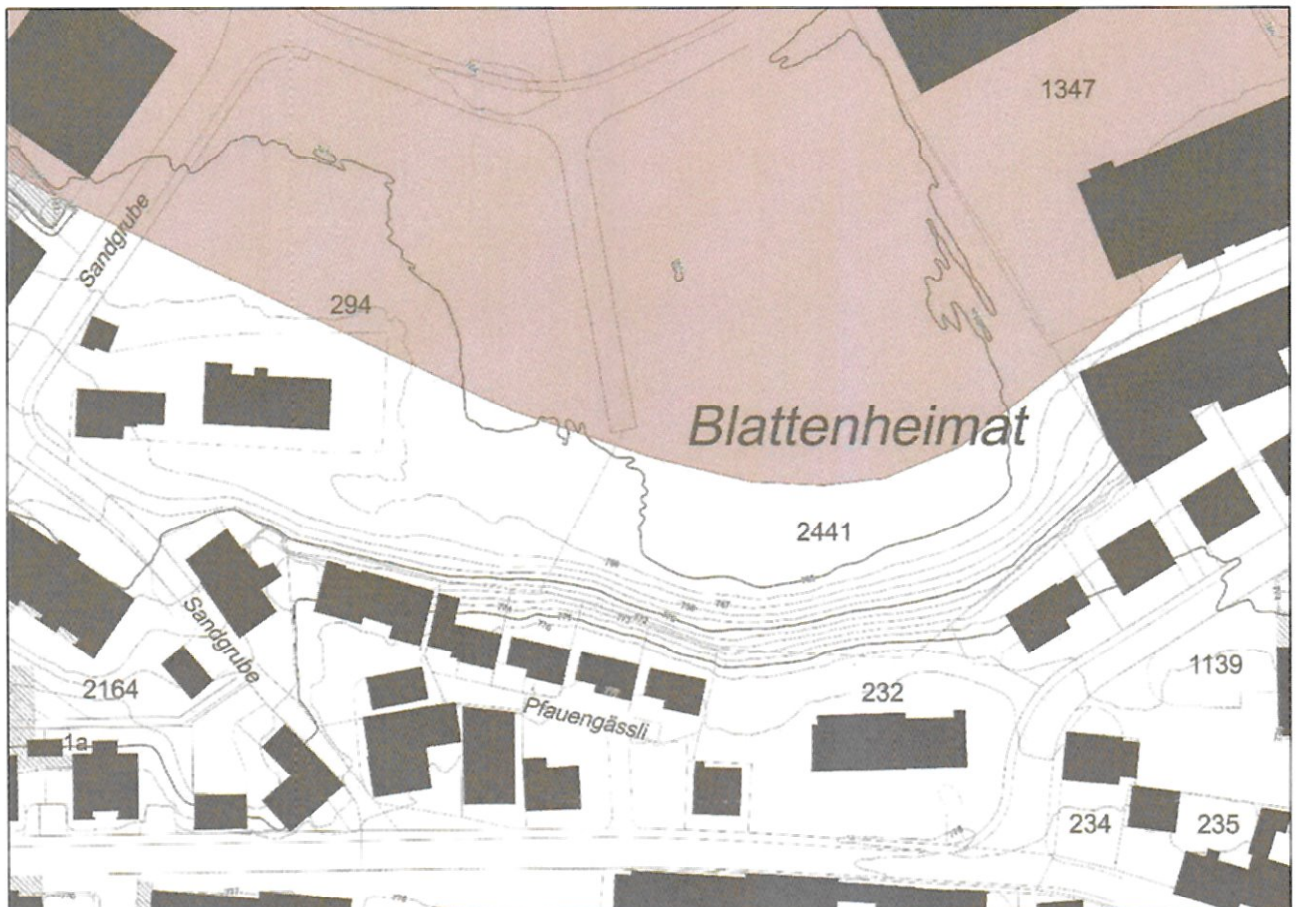 1347
Sandgrube
294
Blattenheimat
2441
Sandgrube
2164
1a
Pfauengässli
232
1139
234
235